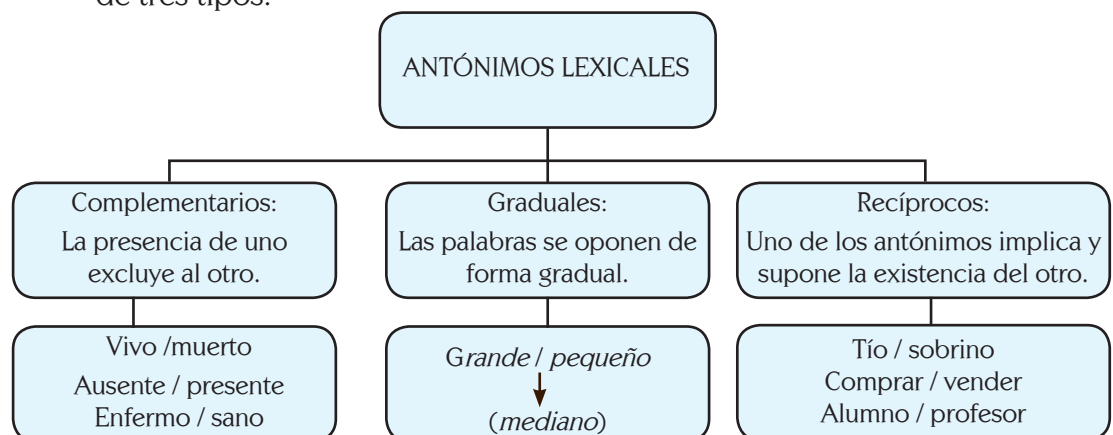 de tres tipos:
ANTÓNIMOS LEXICALES
Complementarios:
La presencia de uno
excluye al otro.
Graduales:
Las palabras se oponen de
forma gradual.
Recíprocos:
Uno de los antónimos implica y
supone la existencia del otro.
Vivo /muerto
Ausente / presente
Enfermo / sano
Grande / pequeño
(mediano)
Tío / sobrino
Comprar / vender
Alumno / profesor